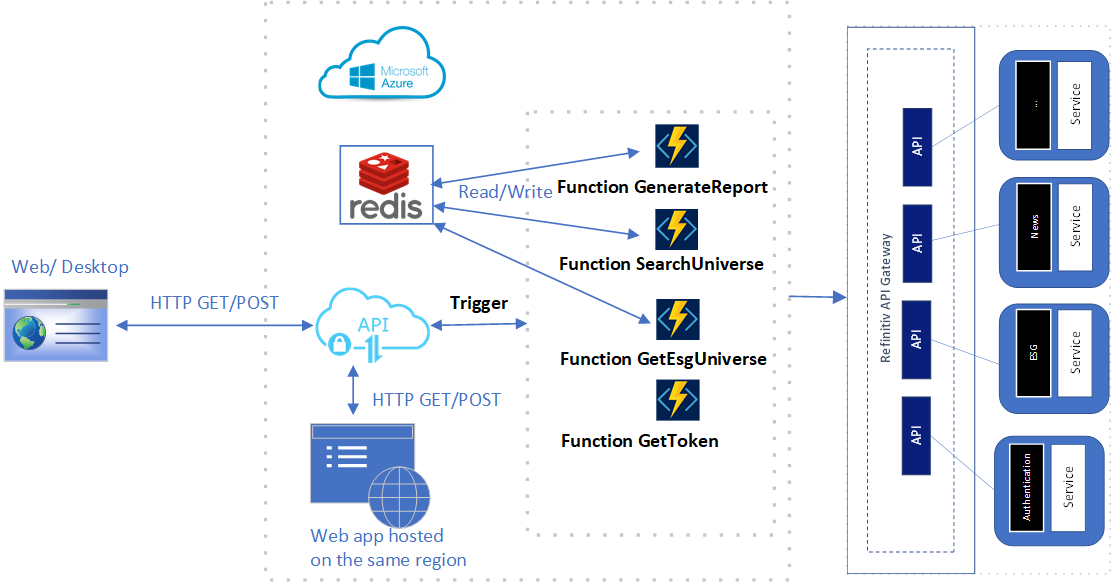 Microsoft
Azure
redis
Read/Write
Function GenerateReport
Function SearchUniverse
Web/ Desktop
HTTP GET/POST
API
Trigger
Function GetEsgUniverse
HTTP GET/POST
Function GetToken
Web app hosted
on the same region
Refinitiv API Gateway
API
API
API
API
...
Service
News
Service
ESG
Service
Authentication
Service